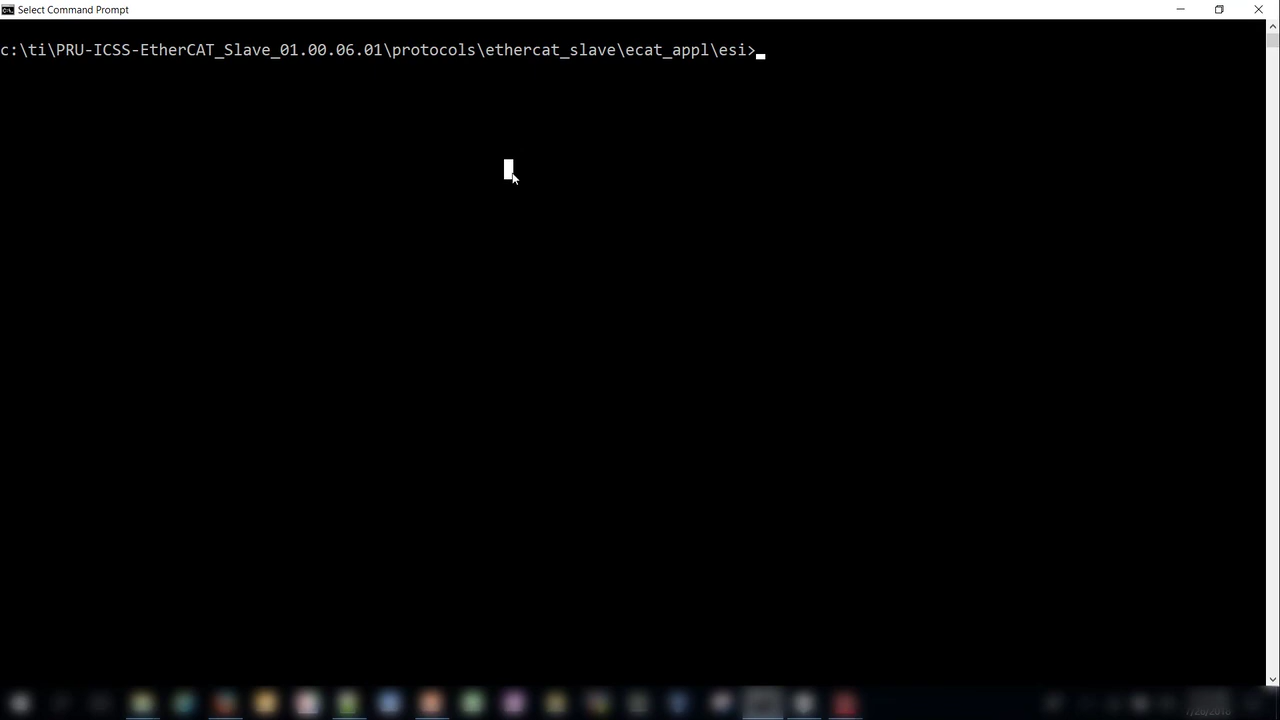 Select Command Prompt
c:\ti\PRU-ICSS-EtherCAT_Slave_01.00.06.01\protocols\ethercat_slave\ecat_appl\esi>